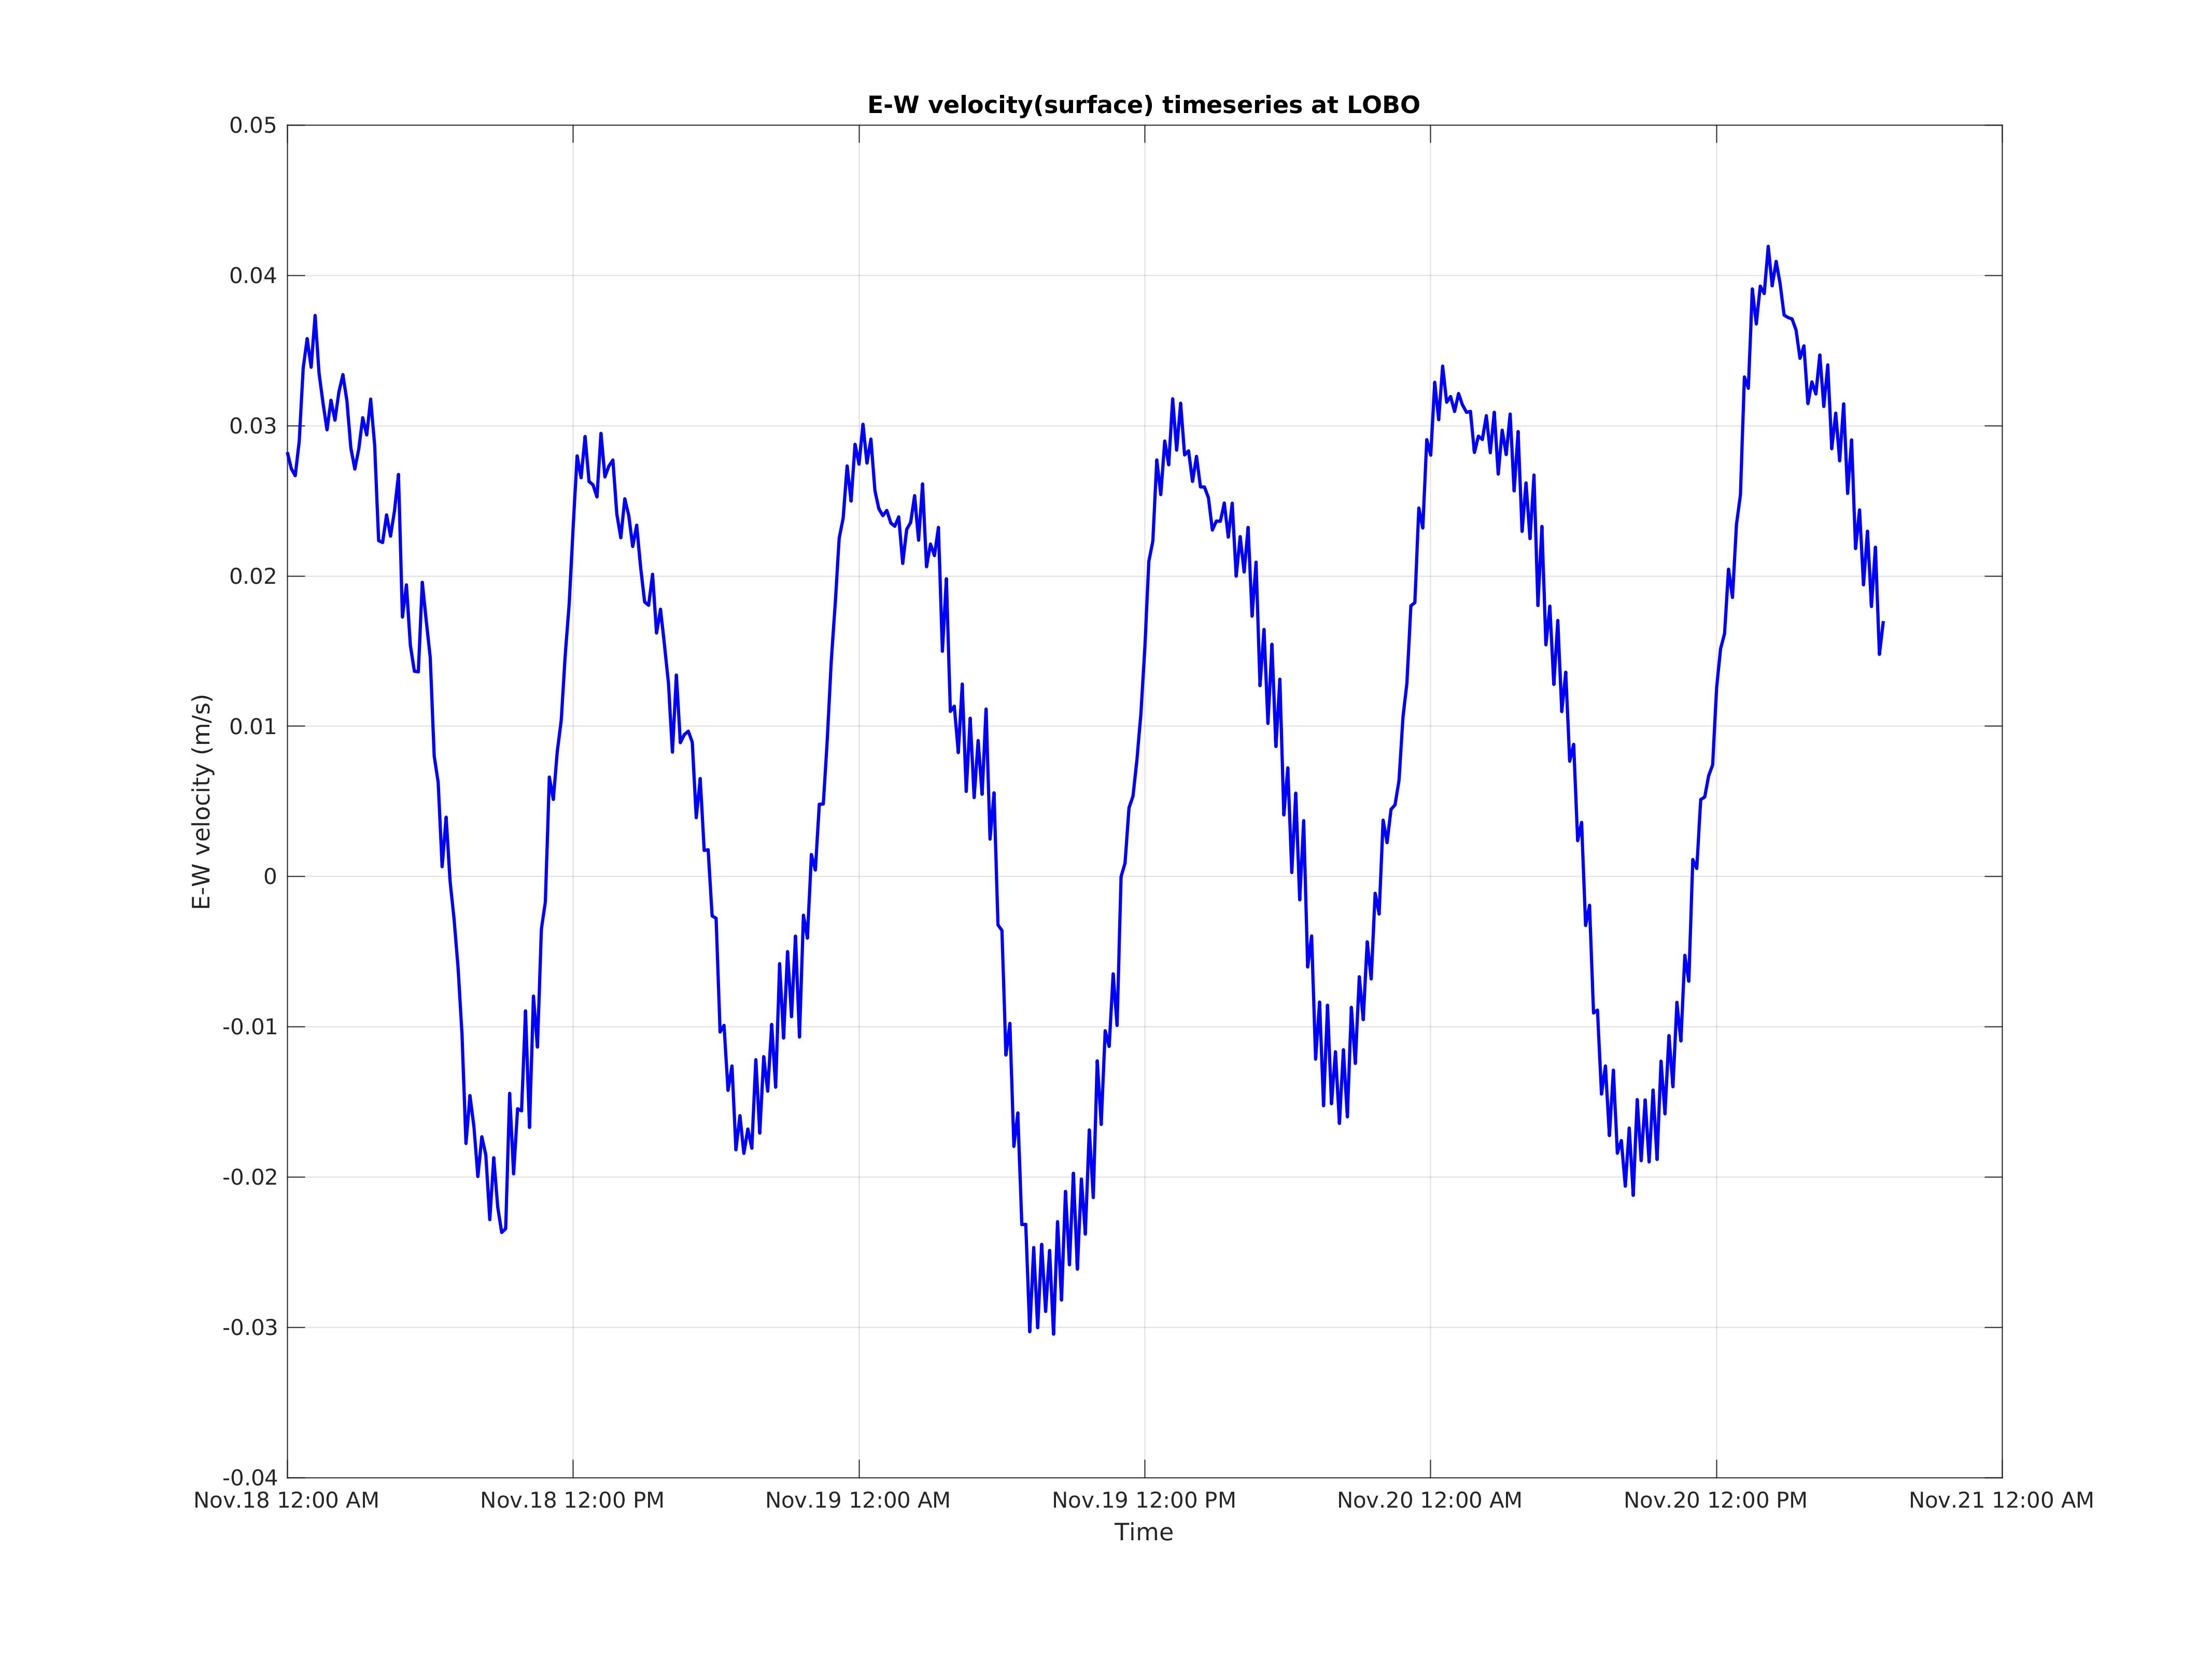 E-W velocity(surface) timeseries at LOBO
0.05
0.04
0.03
0.02
0.01
0
-0.01
-0.02
-0.03
-0.04
E-W velocity (m/s)
Nov.18 12:00 AM
Nov.18 12:00 PM
Nov.19 12:00 AM
Nov.19 12:00 PM
Nov.20 12:00 AM
Nov.20 12:00 PM
Nov.21 12:00 AM
Time